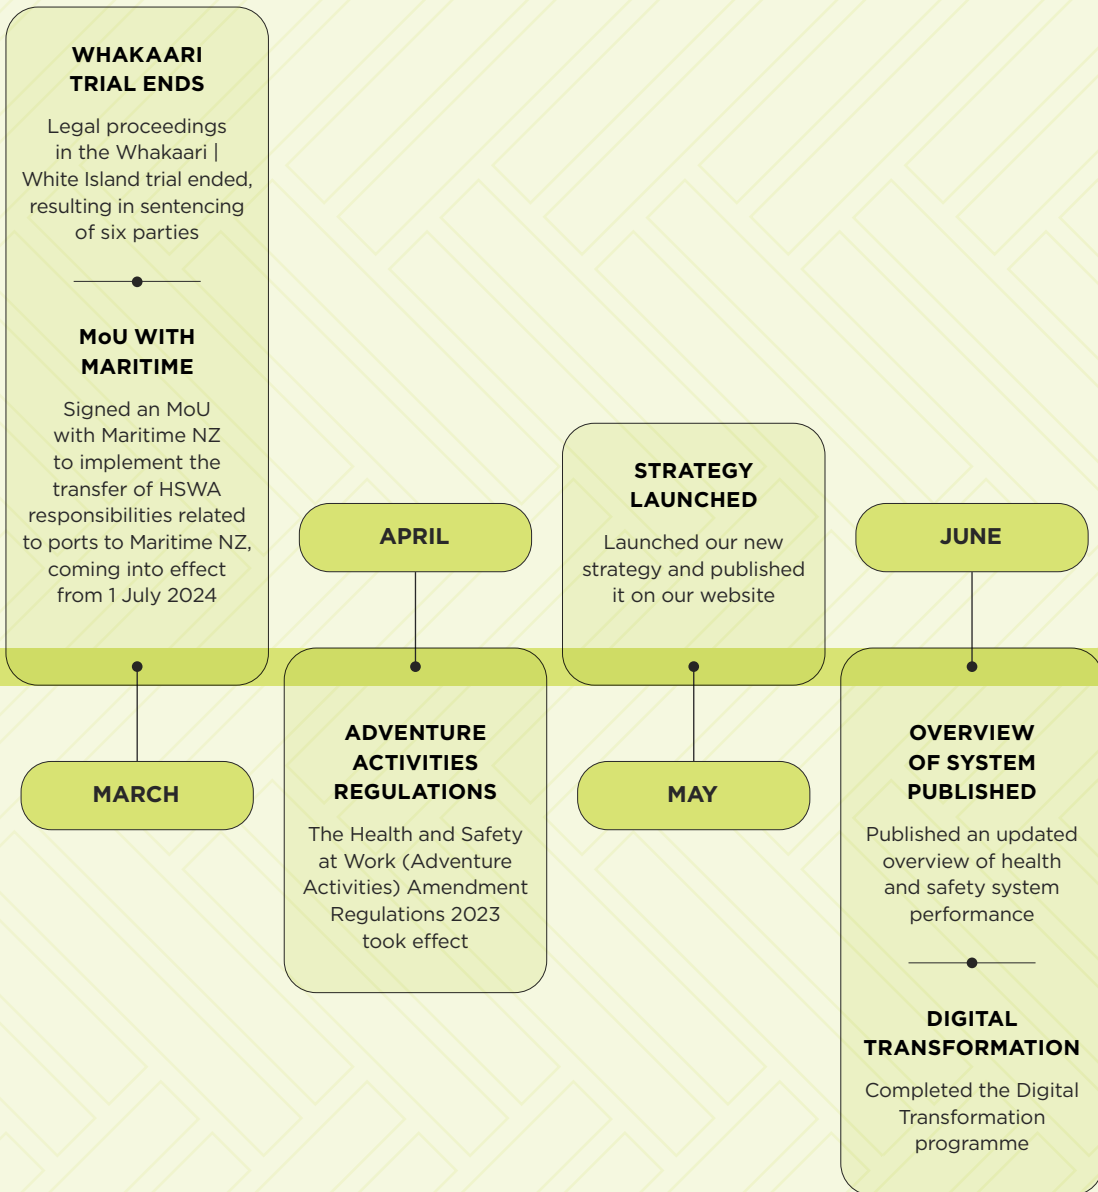 WHAKAARI
TRIAL ENDS
Legal proceedings
in the Whakaari |
White Island trial ended,
resulting in sentencing
of six parties
MoU WITH
MARITIME
Signed an MoU
with Maritime NZ
to implement the
transfer of HSWA
responsibilities related
to ports to Maritime NZ,
coming into effect
from 1 July 2024
MARCH
APRIL
ADVENTURE
ACTIVITIES
REGULATIONS
The Health and Safety
at Work (Adventure
Activities) Amendment
Regulations 2023
took effect
STRATEGY
LAUNCHED
Launched our new
strategy and published
it on our website
MAY
JUNE
OVERVIEW
OF SYSTEM
PUBLISHED
Published an updated
overview of health
and safety system
performance
DIGITAL
TRANSFORMATION
Completed the Digital
Transformation
programme